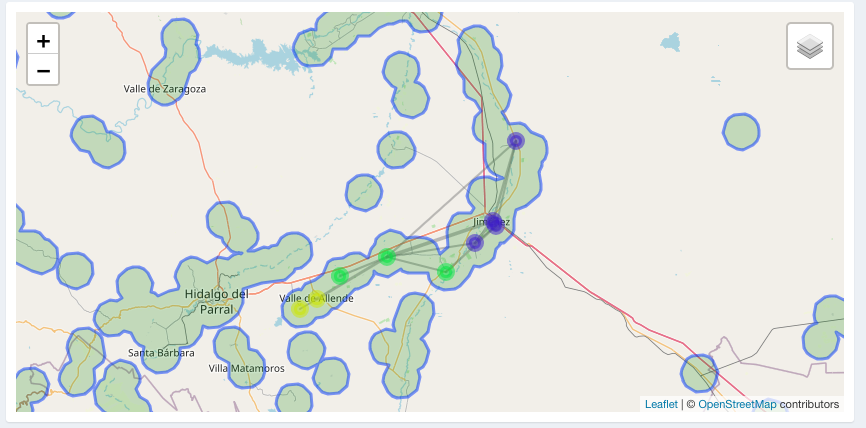 +
−
Valle de Zaragoza
Jiménez
Hidalgo del
Parral
Valle de Allende
Santa Bárbara
Villa Matamoros
Leaflet | © OpenStreetMap contributors